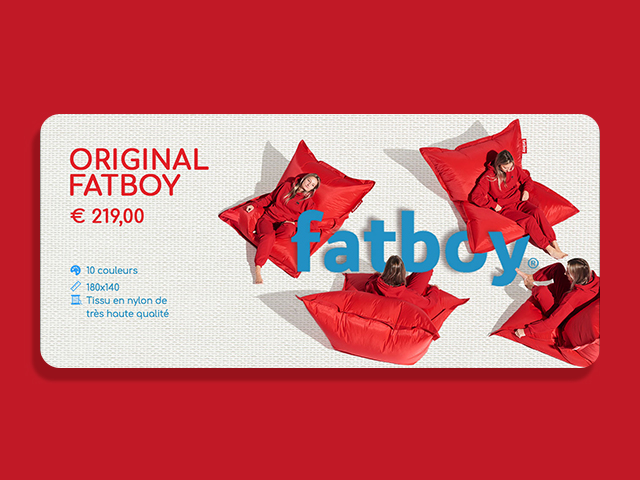 ORIGINAL
FATBOY
€ 219,00
10 couleurs
180x140
Tissu en nylon de
très haute qualité
fatboy®